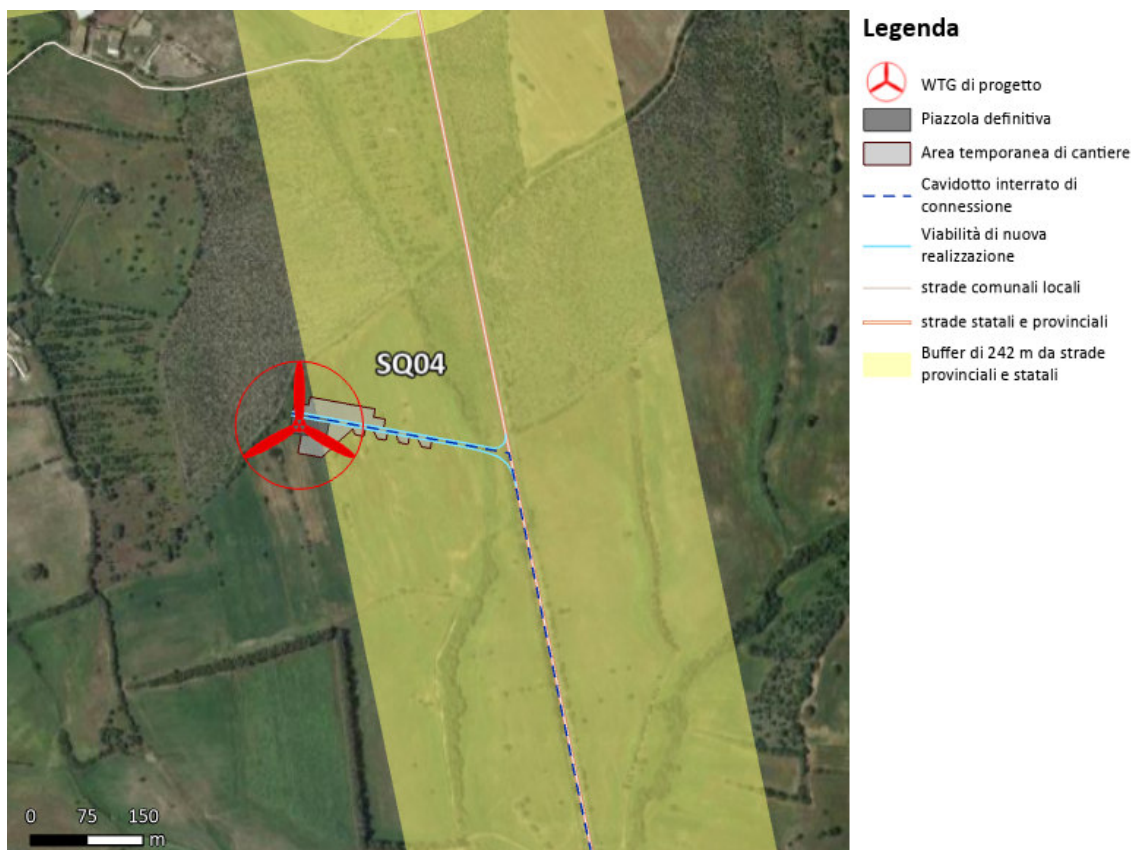 Legenda
WTG di progetto
Piazzola definitiva
Area temporanea di cantiere
Cavidotto interrato di
connessione
Viabilità di nuova
realizzazione
strade comunali locali
strade statali e provinciali
Buffer di 242 m da strade
provinciali e statali
SQ04
0 75 150
m